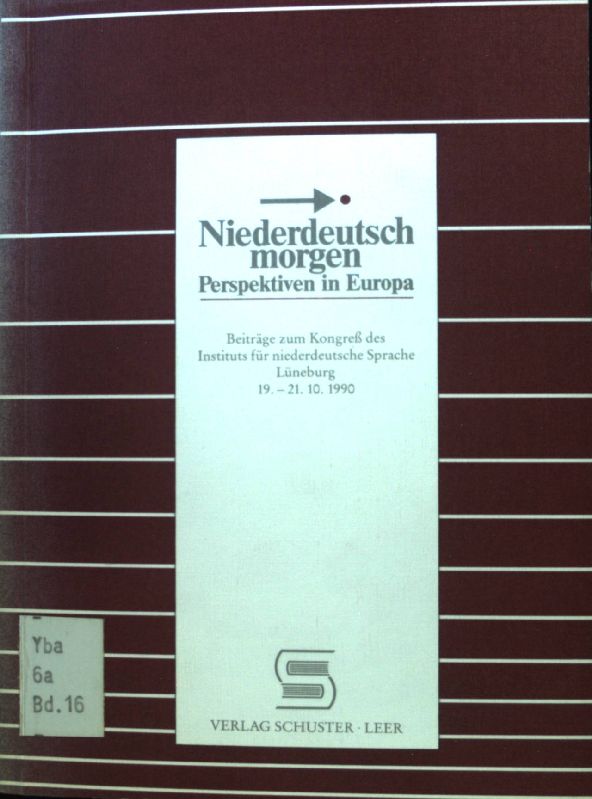 Niederdeutsch
morgen
Perspektiven in Europa
Beiträge zum Kongreß des
Instituts für niederdeutsche Sprache
Lüneburg
19. – 21. 10. 1990
Yba
6a
Bd.16
VERLAG SCHUSTER · LEER